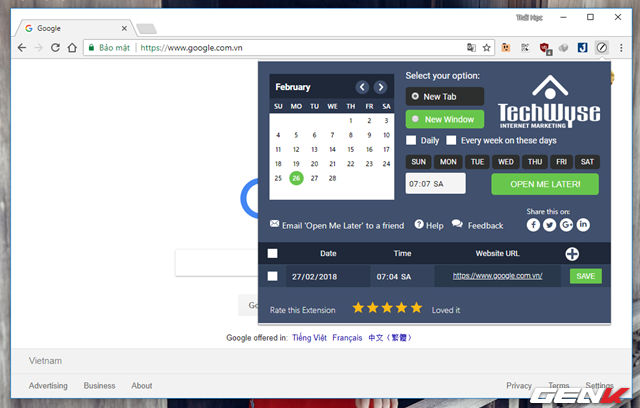 Thất Học
Google
Bảo mật https://www.google.com.vn
4
February
SU MO TU WE TH FR SA
1 2 3
4 5 6 7 8 9 10
11 12 13 14 15 16 17
18 19 20 21 22 23 24
25 26 27 28
Select your option:
New Tab
New Window
TechWyse
INTERNET MARKETING
Daily Every week on these days
SUN MON TUE WED THU FRI SAT
07:07 SA OPEN ME LATER!
Share this on:
Email 'Open Me Later' to a friend Help Feedback
Date Time Website URL
27/02/2018 07:04 SA https://www.google.com.vn/ SAVE
Rate this Extension Loved it
Google offered in: Tiếng Việt Français 中文（繁體）
Vietnam
Advertising Business About Privacy Terms Settings
GENK